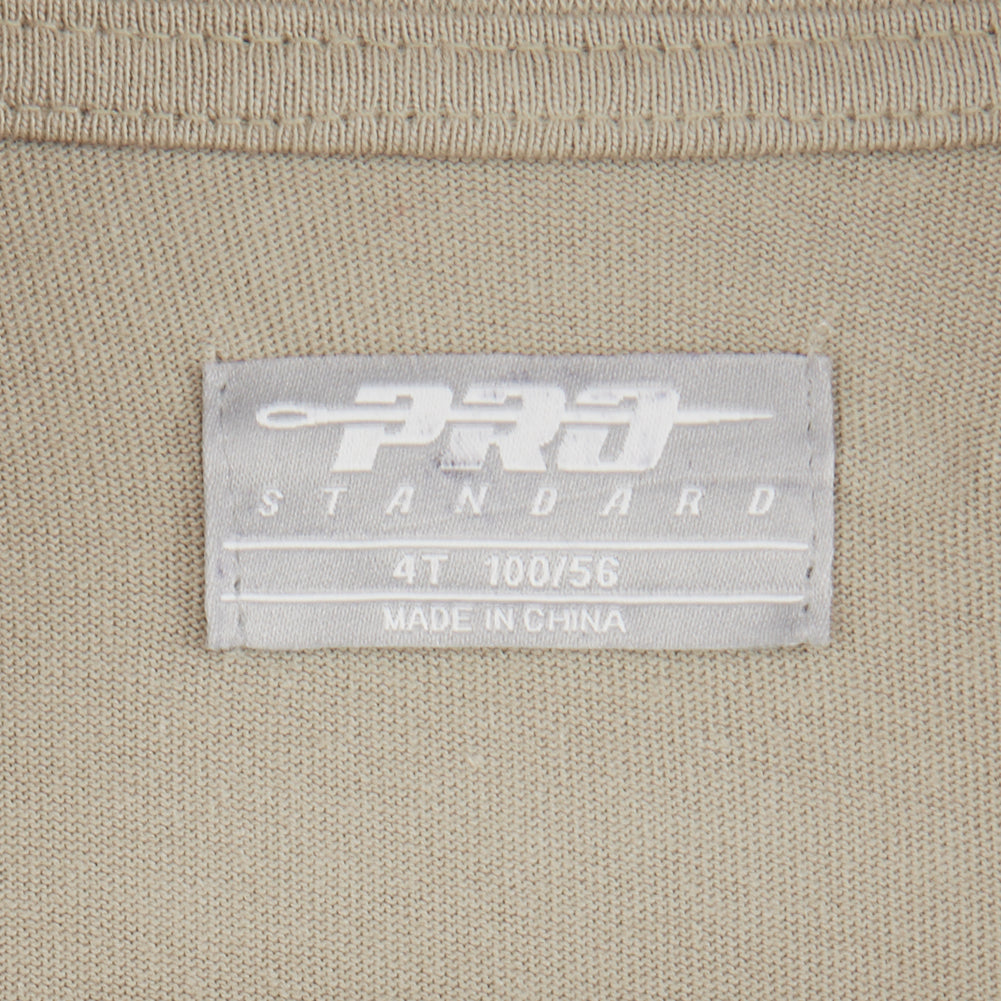 PRO
STANDARD
4T 100/56
MADE IN CHINA